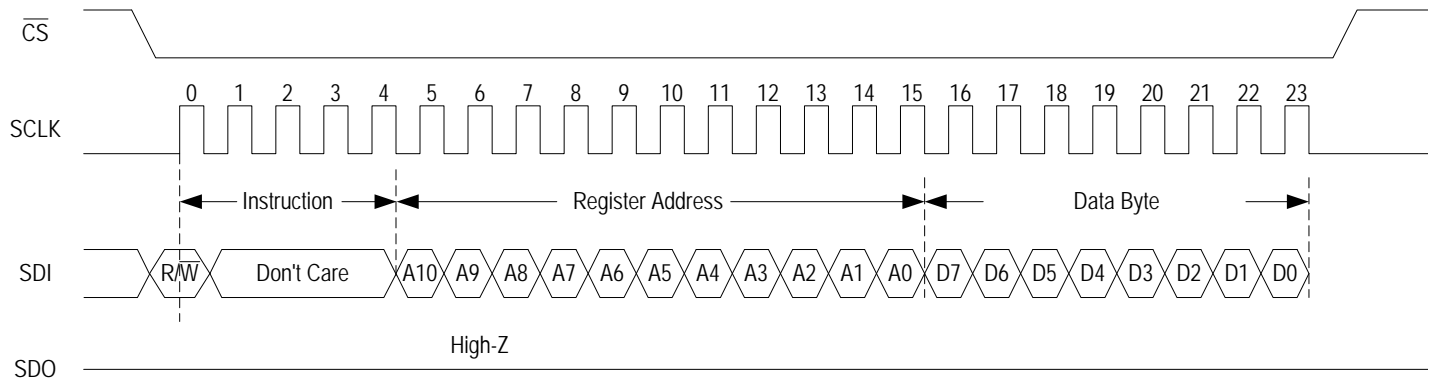 C̅S̅
0 1 2 3 4 5 6 7 8 9 10 11 12 13 14 15 16 17 18 19 20 21 22 23
SCLK
Instruction Register Address Data Byte
SDI R/W̅ Don't Care A10 A9 A8 A7 A6 A5 A4 A3 A2 A1 A0 D7 D6 D5 D4 D3 D2 D1 D0
High-Z
SDO